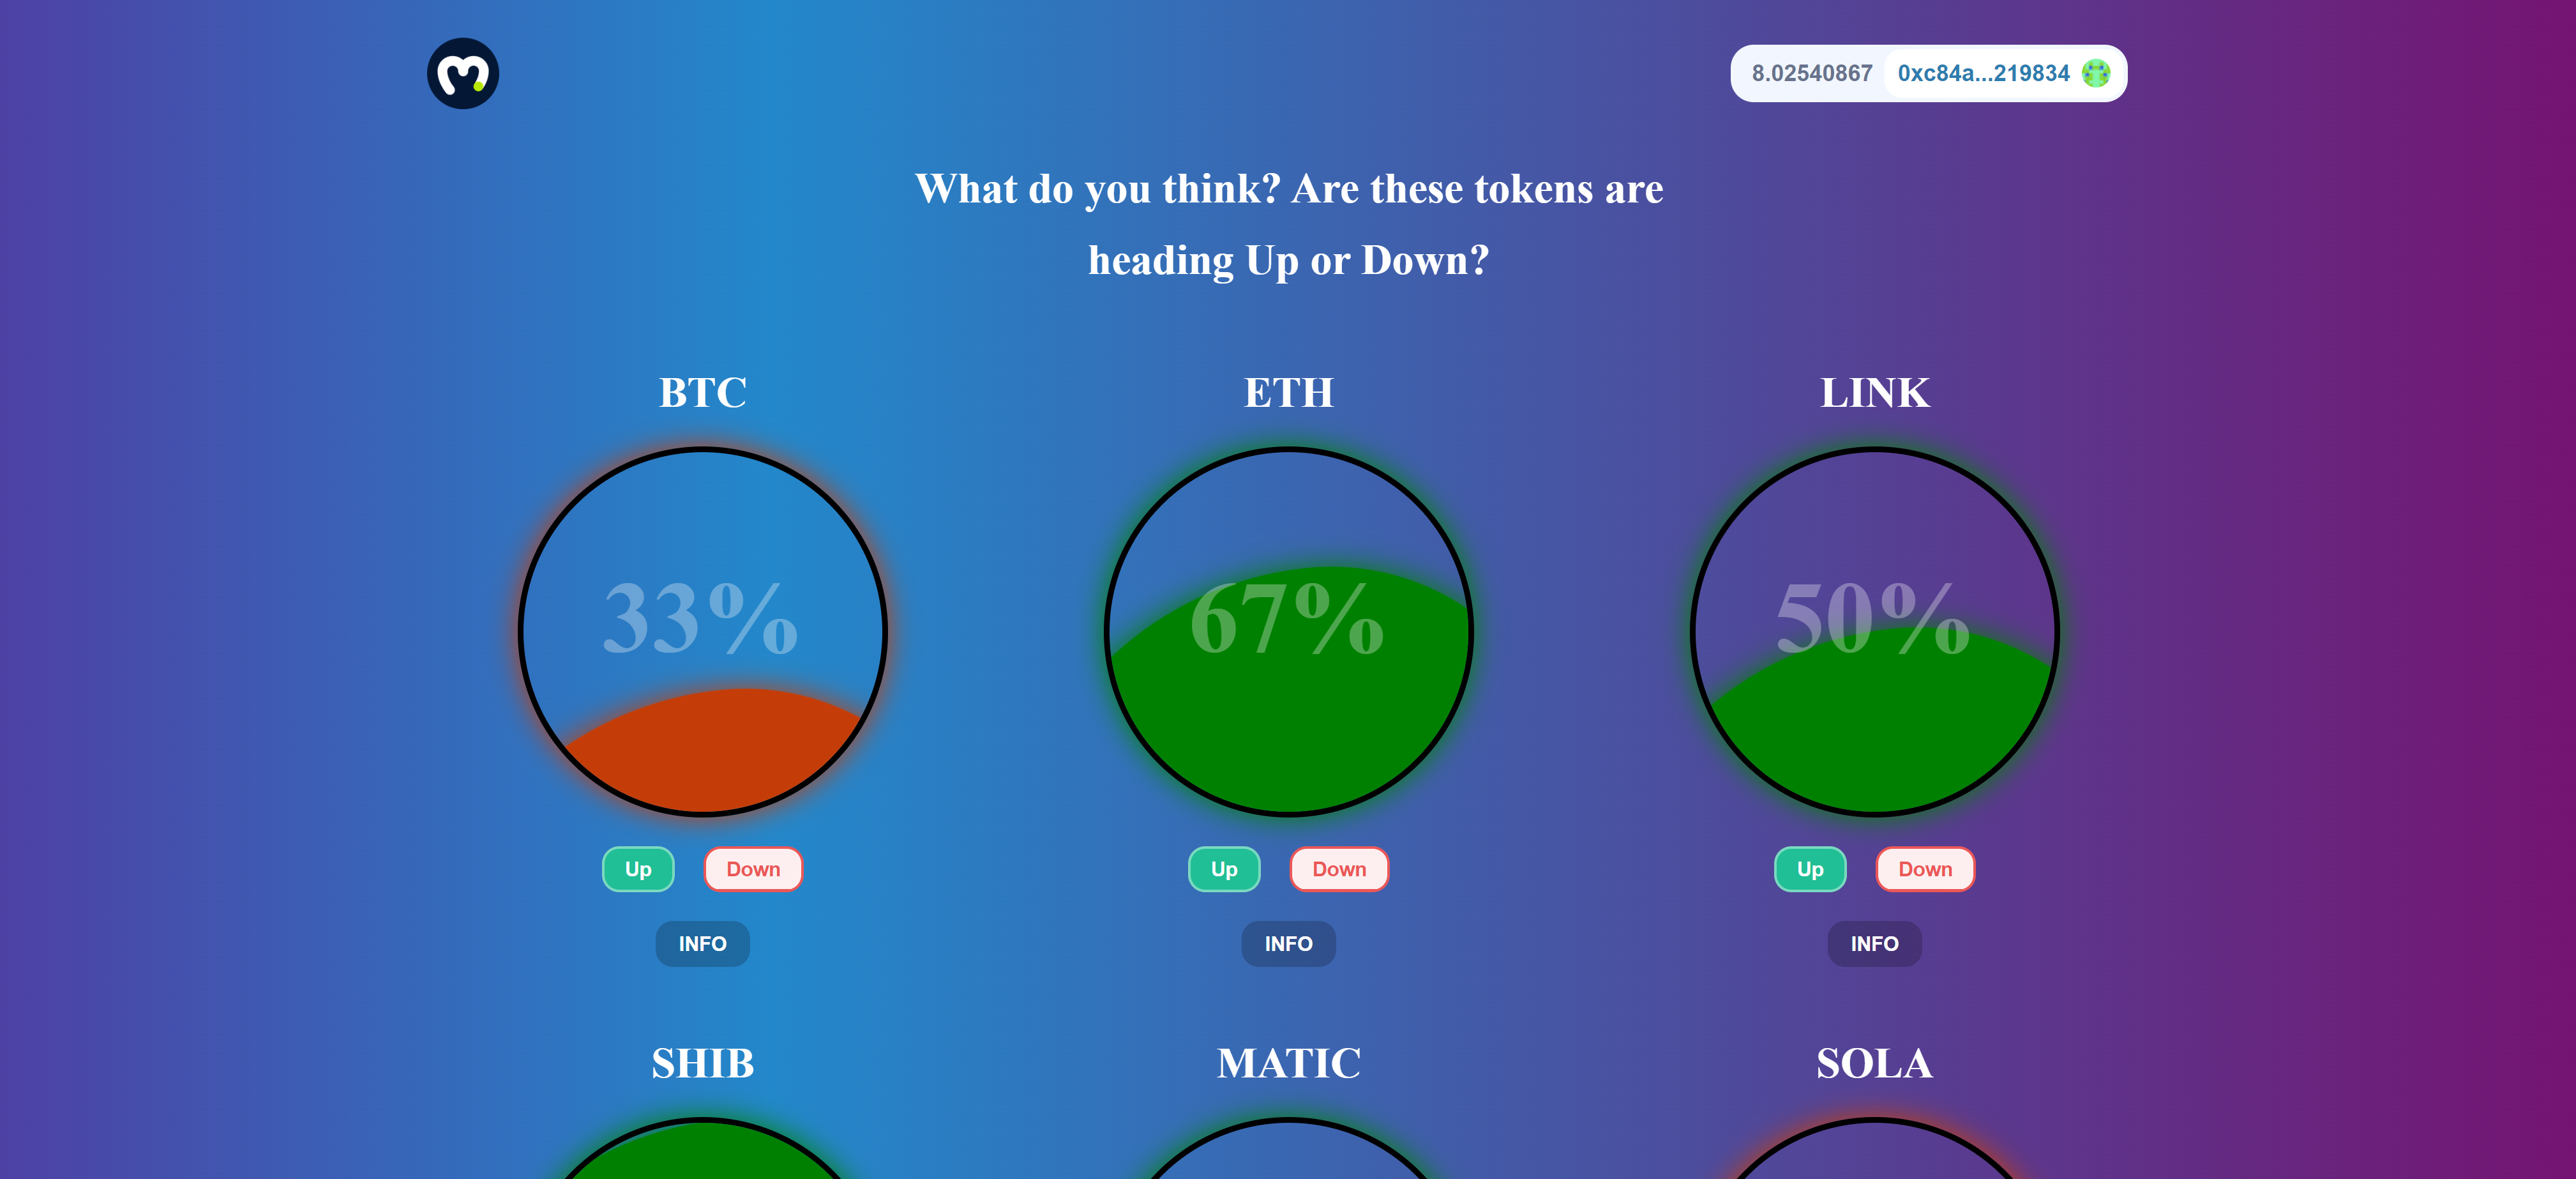 8.02540867 0xc84a...219834
What do you think? Are these tokens are
heading Up or Down?
BTC ETH LINK
33% 67% 50%
Up Down Up Down Up Down
INFO INFO INFO
SHIB MATIC SOLA